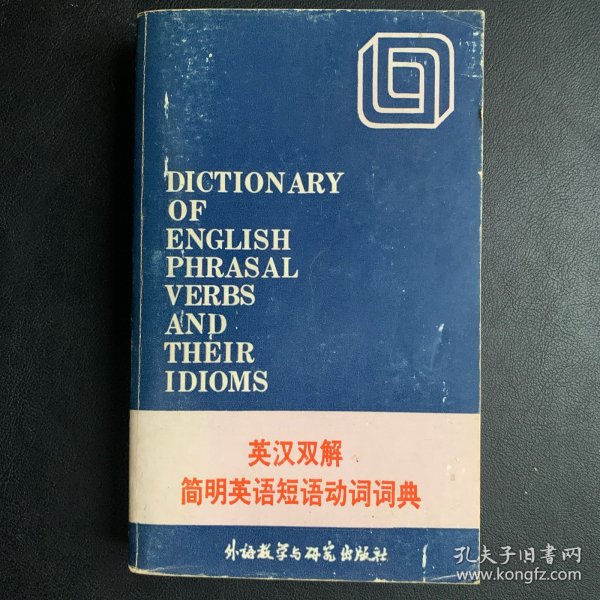 DICTIONARY
OF
ENGLISH
PHRASAL
VERBS
AND
THEIR
IDIOMS
英汉双解
简明英语短语动词词典
外语教学与研究出版社
孔夫子旧书网
www.kongfz.com